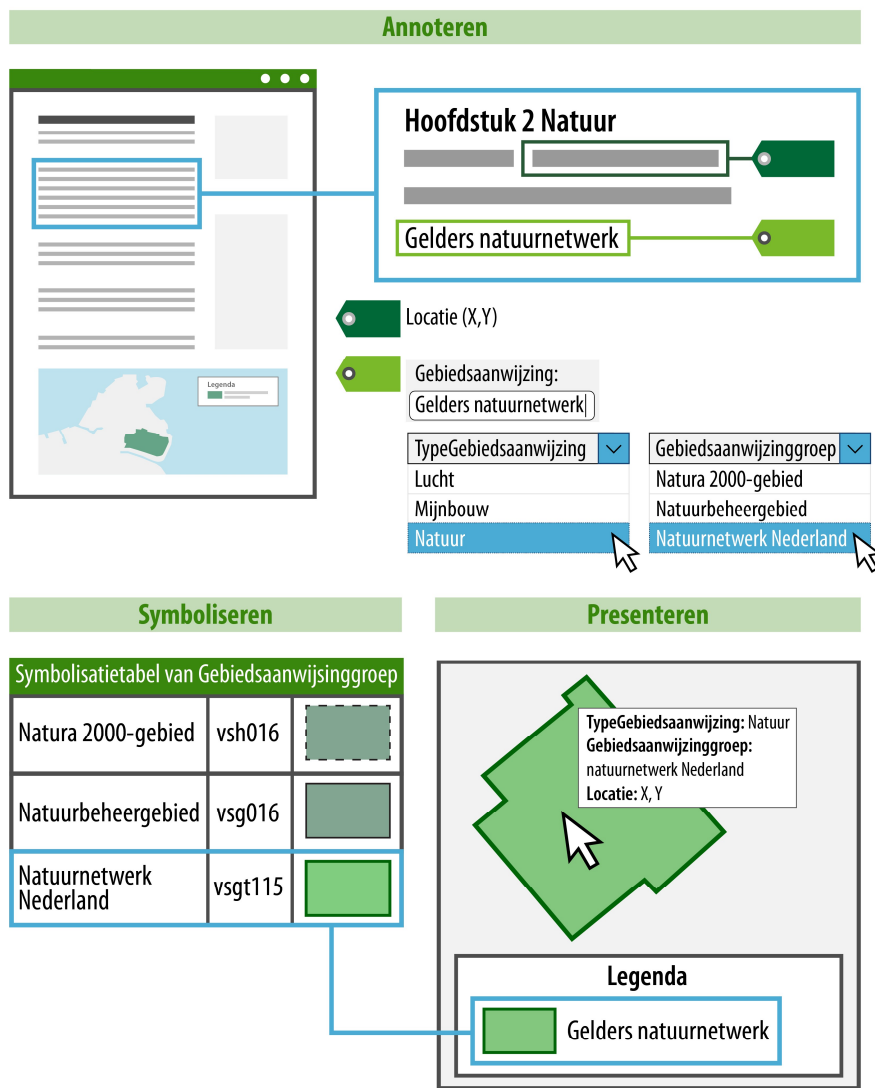 Annoteren
Legenda
Hoofdstuk 2 Natuur
Gelders natuurnetwerk
Locatie (X,Y)
Gebiedsaanwijzing:
Gelders natuurnetwerk
TypeGebiedsaanwijzing
Lucht
Mijnbouw
Natuur
Gebiedsaanwijzinggroep
Natura 2000-gebied
Natuurbeheergebied
Natuurnetwerk Nederland
Symboliseren
Symbolisatietabel van Gebiedsaanwijsinggroep
Natura 2000-gebied vsh016
Natuurbeheergebied vsg016
Natuurnetwerk
Nederland
vsgt115
Presenteren
TypeGebiedsaanwijzing: Natuur
Gebiedsaanwijzinggroep:
natuurnetwerk Nederland
Locatie: X, Y
Legenda
Gelders natuurnetwerk